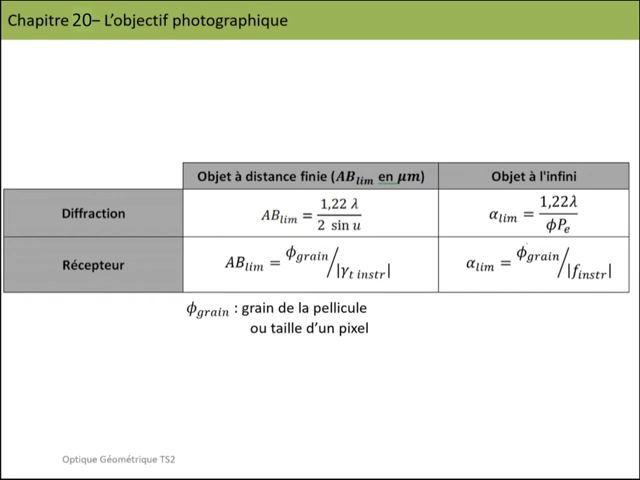 Chapitre 20– L'objectif photographique
Objet à distance finie (AB_lim en μm) Objet à l'infini
Diffraction AB_lim = 1,22 λ / 2 sin u α_lim = 1,22λ / ϕP_e
Récepteur AB_lim = ϕ_grain / |γ_t instr| α_lim = ϕ_grain / |f_instr|
ϕ_grain : grain de la pellicule
ou taille d'un pixel
Optique Géométrique TS2